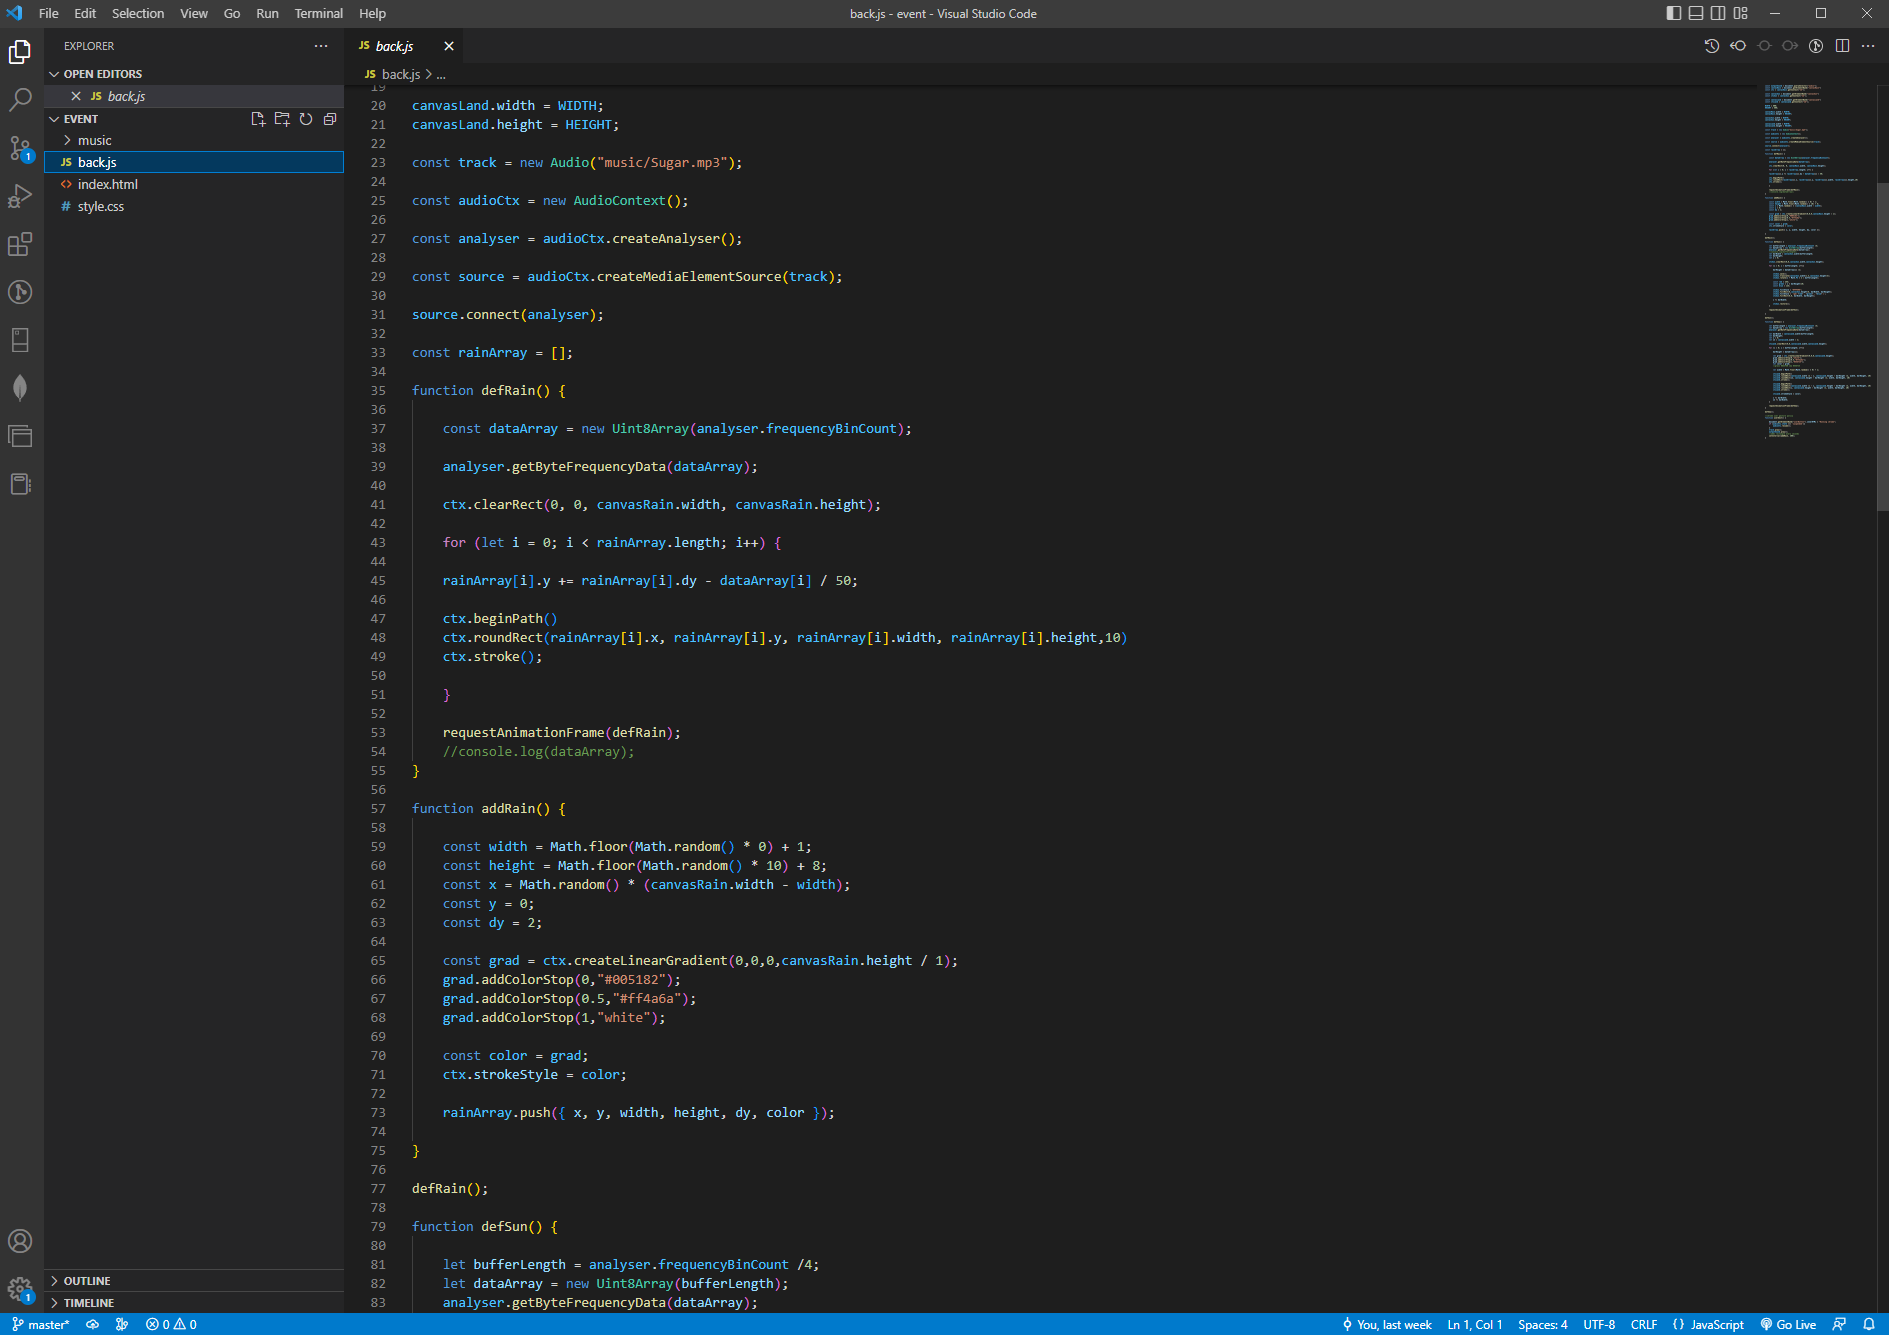 File Edit Selection View Go Run Terminal Help
back.js - event - Visual Studio Code
EXPLORER
OPEN EDITORS
JS back.js
EVENT
music
JS back.js
<> index.html
# style.css
OUTLINE
TIMELINE
JS back.js
JS back.js > ...
19
20 canvasLand.width = WIDTH;
21 canvasLand.height = HEIGHT;
22
23 const track = new Audio("music/Sugar.mp3");
24
25 const audioCtx = new AudioContext();
26
27 const analyser = audioCtx.createAnalyser();
28
29 const source = audioCtx.createMediaElementSource(track);
30
31 source.connect(analyser);
32
33 const rainArray = [];
34
35 function defRain() {
36
37 const dataArray = new Uint8Array(analyser.frequencyBinCount);
38
39 analyser.getByteFrequencyData(dataArray);
40
41 ctx.clearRect(0, 0, canvasRain.width, canvasRain.height);
42
43 for (let i = 0; i < rainArray.length; i++) {
44
45 rainArray[i].y += rainArray[i].dy - dataArray[i] / 50;
46
47 ctx.beginPath()
48 ctx.roundRect(rainArray[i].x, rainArray[i].y, rainArray[i].width, rainArray[i].height,10)
49 ctx.stroke();
50
51 }
52
53 requestAnimationFrame(defRain);
54 //console.log(dataArray);
55 }
56
57 function addRain() {
58
59 const width = Math.floor(Math.random() * 0) + 1;
60 const height = Math.floor(Math.random() * 10) + 8;
61 const x = Math.random() * (canvasRain.width - width);
62 const y = 0;
63 const dy = 2;
64
65 const grad = ctx.createLinearGradient(0,0,0,canvasRain.height / 1);
66 grad.addColorStop(0,"#005182");
67 grad.addColorStop(0.5,"#ff4a6a");
68 grad.addColorStop(1,"white");
69
70 const color = grad;
71 ctx.strokeStyle = color;
72
73 rainArray.push({ x, y, width, height, dy, color });
74
75 }
76
77 defRain();
78
79 function defSun() {
80
81 let bufferLength = analyser.frequencyBinCount /4;
82 let dataArray = new Uint8Array(bufferLength);
83 analyser.getByteFrequencyData(dataArray);
1
1
master* 0 0
You, last week Ln 1, Col 1 Spaces: 4 UTF-8 CRLF {} JavaScript Go Live